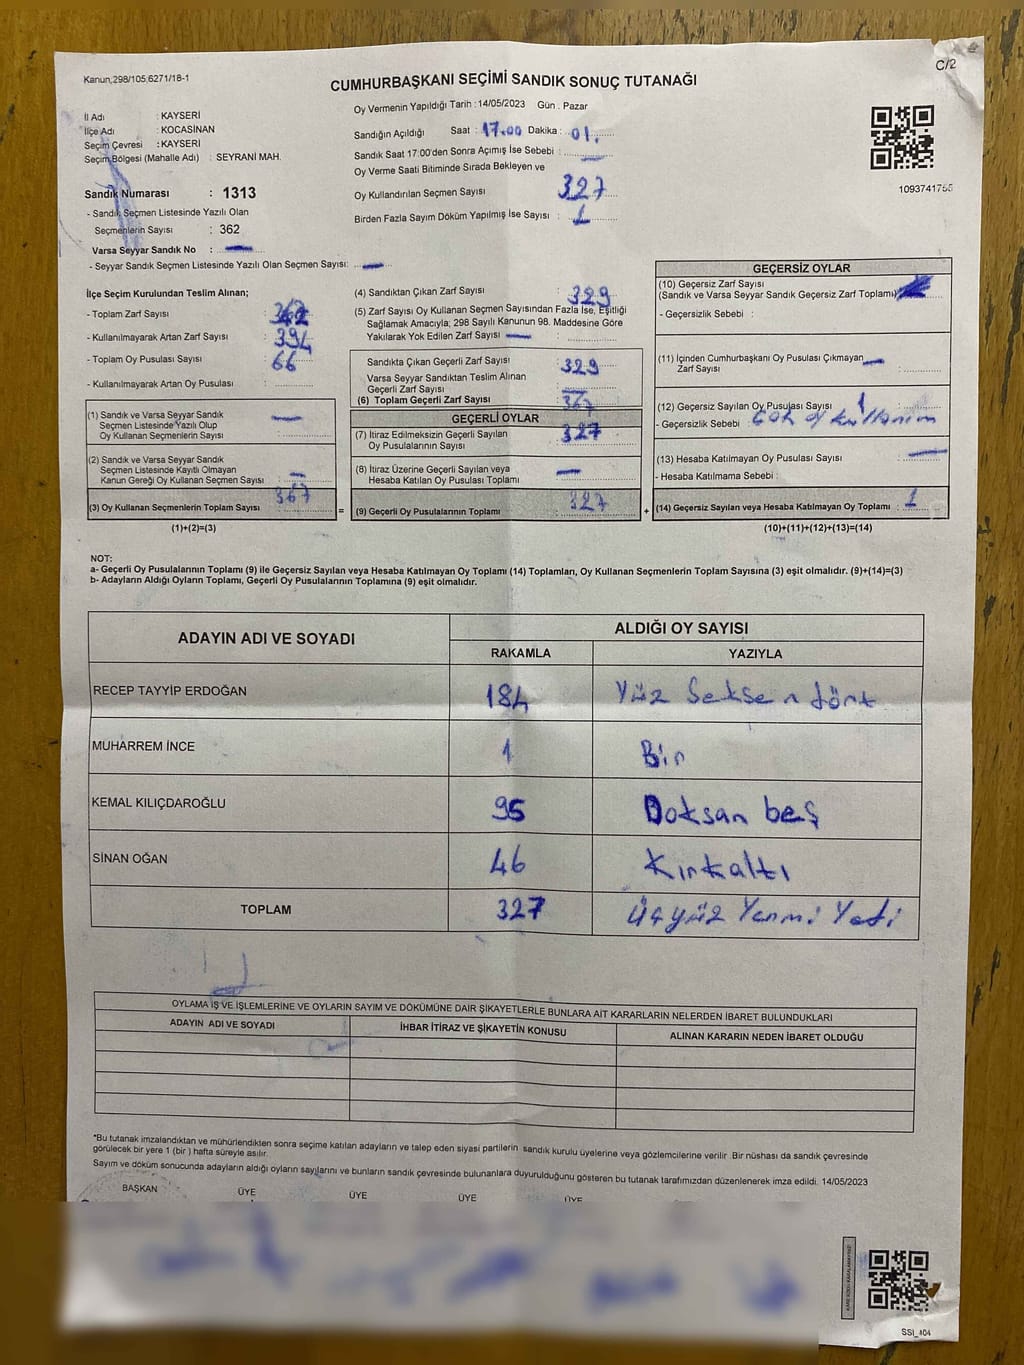 Kanun;298/105;6271/18-1
C/2
CUMHURBAŞKANI SEÇİMİ SANDIK SONUÇ TUTANAĞI
İl Adı : KAYSERİ
İlçe Adı : KOCASİNAN
Seçim Çevresi : KAYSERİ
Seçim Bölgesi (Mahalle Adı) : SEYRANİ MAH.
Sandık Numarası : 1313
- Sandık Seçmen Listesinde Yazılı Olan
Seçmenlerin Sayısı : 362
Varsa Seyyar Sandık No : —
- Seyyar Sandık Seçmen Listesinde Yazılı Olan Seçmen Sayısı: —
Oy Vermenin Yapıldığı Tarih : 14/05/2023 Gün : Pazar
Sandığın Açıldığı Saat : 17.00 Dakika : 01.
Sandık Saat 17:00'den Sonra Açımış İse Sebebi : —
Oy Verme Saati Bitiminde Sırada Bekleyen ve
Oy Kullandırılan Seçmen Sayısı 327
Birden Fazla Sayım Döküm Yapılmış İse Sayısı : 1
1093741755
İlçe Seçim Kurulundan Teslim Alınan;
- Toplam Zarf Sayısı :
- Kullanılmayarak Artan Zarf Sayısı : 394
- Toplam Oy Pusulası Sayısı : 66
- Kullanılmayarak Artan Oy Pusulası :
(1) Sandık ve Varsa Seyyar Sandık
Seçmen Listesinde Yazılı Olup
Oy Kullanan Seçmenlerin Sayısı —
(2) Sandık ve Varsa Seyyar Sandık
Seçmen Listesinde Kayıtlı Olmayan
Kanun Gereği Oy Kullanan Seçmen Sayısı —
(3) Oy Kullanan Seçmenlerin Toplam Sayısı 367
(1)+(2)=(3)
=
(4) Sandıktan Çıkan Zarf Sayısı : 329
(5) Zarf Sayısı Oy Kullanan Seçmen Sayısından Fazla İse, Eşitliği
Sağlamak Amacıyla; 298 Sayılı Kanunun 98. Maddesine Göre
Yakılarak Yok Edilen Zarf Sayısı — :
Sandıkta Çıkan Geçerli Zarf Sayısı 329
Varsa Seyyar Sandıktan Teslim Alınan
Geçerli Zarf Sayısı —
(6) Toplam Geçerli Zarf Sayısı 367
GEÇERLİ OYLAR
(7) İtiraz Edilmeksizin Geçerli Sayılan
Oy Pusulalarının Sayısı 327
(8) İtiraz Üzerine Geçerli Sayılan veya
Hesaba Katılan Oy Pusulası Toplamı —
(9) Geçerli Oy Pusulalarının Toplamı 327
+
GEÇERSİZ OYLAR
(10) Geçersiz Zarf Sayısı
(Sandık ve Varsa Seyyar Sandık Geçersiz Zarf Toplamı)
- Geçersizlik Sebebi :
(11) İçinden Cumhurbaşkanı Oy Pusulası Çıkmayan —
Zarf Sayısı :
(12) Geçersiz Sayılan Oy Pusulası Sayısı 1
- Geçersizlik Sebebi Çok oy kullanım
(13) Hesaba Katılmayan Oy Pusulası Sayısı —
- Hesaba Katılmama Sebebi :
(14) Geçersiz Sayılan veya Hesaba Katılmayan Oy Toplamı 1
(10)+(11)+(12)+(13)=(14)
NOT:
a- Geçerli Oy Pusulalarının Toplamı (9) ile Geçersiz Sayılan veya Hesaba Katılmayan Oy Toplamı (14) Toplamları, Oy Kullanan Seçmenlerin Toplam Sayısına (3) eşit olmalıdır. (9)+(14)=(3)
b- Adayların Aldığı Oyların Toplamı, Geçerli Oy Pusulalarının Toplamına (9) eşit olmalıdır.
ADAYIN ADI VE SOYADI ALDIĞI OY SAYISI
RAKAMLA YAZIYLA
RECEP TAYYİP ERDOĞAN 184 Yüz Seksen dört
MUHARREM İNCE 1 Bir
KEMAL KILIÇDAROĞLU 95 Doksan beş
SİNAN OĞAN 46 Kırkaltı
TOPLAM 327 Üçyüz Yirmi Yedi
OYLAMA İŞ VE İŞLEMLERİNE VE OYLARIN SAYIM VE DÖKÜMÜNE DAİR ŞİKAYETLERLE BUNLARA AİT KARARLARIN NELERDEN İBARET BULUNDUKLARI
ADAYIN ADI VE SOYADI İHBAR İTİRAZ VE ŞİKAYETİN KONUSU ALINAN KARARIN NEDEN İBARET OLDUĞU
*Bu tutanak imzalandıktan ve mühürlendikten sonra seçime katılan adayların ve talep eden siyasi partilerin sandık kurulu üyelerine veya gözlemcilerine verilir. Bir nüshası da sandık çevresinde
görülecek bir yere 1 (bir ) hafta süreyle asılır.
Sayım ve döküm sonucunda adayların aldığı oyların sayılarını ve bunların sandık çevresinde bulunanlara duyurulduğunu gösteren bu tutanak tarafımızdan düzenlenerek imza edildi. 14/05/2023
BAŞKAN ÜYE ÜYE ÜYE ÜYE
SSI_404